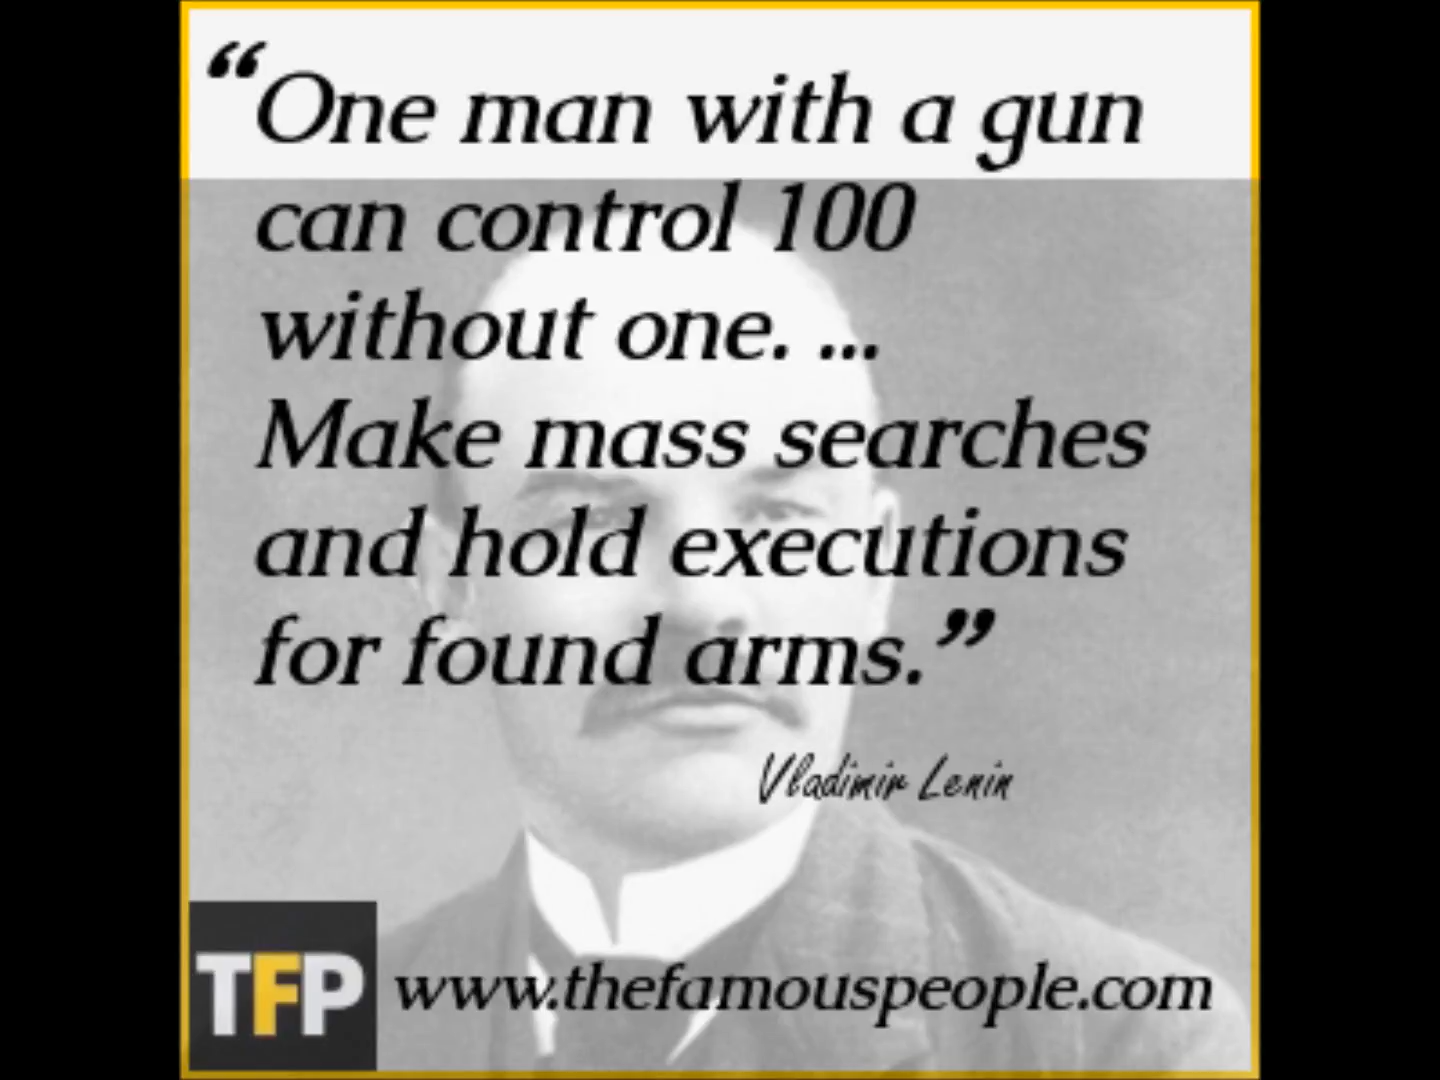 “One man with a gun
can control 100
without one. ...
Make mass searches
and hold executions
for found arms.”
Vladimir Lenin
TFP www.thefamouspeople.com